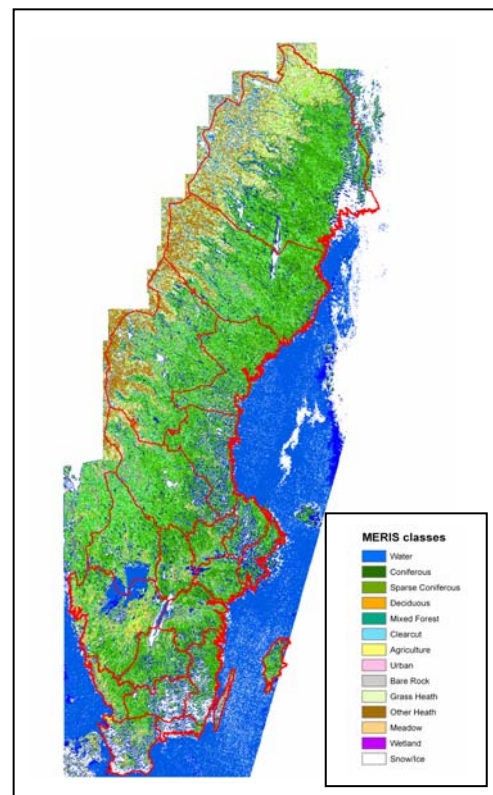 MERIS classes
Water
Coniferous
Sparse Coniferous
Deciduous
Mixed Forest
Clearcut
Agriculture
Urban
Bare Rock
Grass Heath
Other Heath
Meadow
Wetland
Snow/Ice